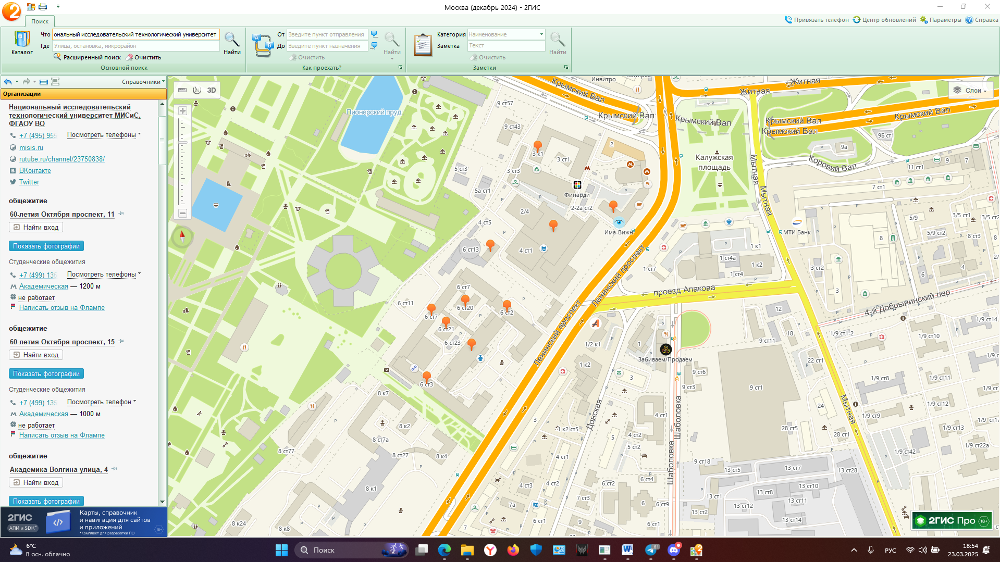 Москва (декабрь 2024) - 2ГИС
Поиск
Привязать телефон
Центр обновлений
Параметры
Справка
Каталог
Что
ональный исследовательский технологический университет
Где
Улица, остановка, микрорайон
Найти
Расширенный поиск
Очистить
Основной поиск
От
Введите пункт отправления
До
Введите пункт назначения
Найти
Очистить
Как проехать?
Категория
Наименование
Заметка
Текст
Найти
Очистить
Заметки
Справочники
Организации
Национальный исследовательский
технологический университет МИСиС,
ФГАОУ ВО
+7 (495) 955
Посмотреть телефоны
misis.ru
rutube.ru/channel/23750838/
ВКонтакте
Twitter
общежитие
60-летия Октября проспект, 11
Найти вход
Показать фотографии
Студенческие общежития
+7 (499) 135
Посмотреть телефоны
Академическая — 1200 м
не работает
Написать отзыв на Флампе
общежитие
60-летия Октября проспект, 15
Найти вход
Показать фотографии
Студенческие общежития
+7 (499) 135
Посмотреть телефон
Академическая — 1000 м
не работает
Написать отзыв на Флампе
общежитие
Академика Волгина улица, 4
Найти вход
Показать фотографии
2ГИС
АПИ и SDK*
Карты, справочник
и навигация для сайтов
и приложений
*Комплект для разработки ПО
18+
3D
Слои
Пионерский пруд
Инвитро
Крымский Вал
Житная
Житная
9 ст57
Крымский Вал
Крымский Вал
Крымский Вал
Крымский Вал
Крымский Вал
9 ст43
9Б ст1
2
9а
3 к1
3 ст1
Калужская
площадь
Мытная
Коровий Вал
9
7
11 ст1
5 ст3
3 ст3
5а ст1
Финарди
7 ст1
Мытная
2/4
2-2а ст2
5/9
3/5 ст1
3/5 ст2
4 ст5
Има-Вижн
МТИ Банк
5/9 ст2
8 ст3
8
6 ст13
4 ст1
1 к1
1 ст4а
1 к2
1 ст7
1 ст4
3 ст2
6
4
Ленинский проспект
6 ст7
6 ст11
6 ст20
6 ст7
6 ст2
6 ст21
6 ст23
6 ст3
проезд Апакова
3
4-й Добрынинский пер
12
18
1/9 ст14
1/9 ст1-2
1/9 ст10
9 ст11
Ленинский проспект
1/2 к1
1
Забиваем/Продаем
22 ст1
1 к2
3
9 ст6
9 ст3
9 ст1
1/9 ст8
1/9 ст11
8 к7
Мытная
24
1/9 ст12
1/9 ст9
1/9 ст17
Донская
Шаболовка
4 ст1
3
1 к2 ст5
8 к2
8 ст7а
8 ст77
8 ст27
8 к4
5
4 ст2
5 ст2
28 ст5
28 ст1
1/9 ст13
1/9 ст22а
1/9 ст42
4 ст1
Шаболовка
9 ст18
13 ст5
13 ст7
13 ст28
8 к1
4 ст3
4 ст2
6 ст2
6 ст4
13 ст8
13 ст10
7 ст3
13 ст1
13 ст11
7а
6
6 ст9
13 ст12
13 ст2
13 ст14
8 к24
8 к8
7
6 ст1
9
6 ст1
2ГИС Про
18+
6°C
В осн. облачно
Поиск
81
РУС
18:54
23.03.2025